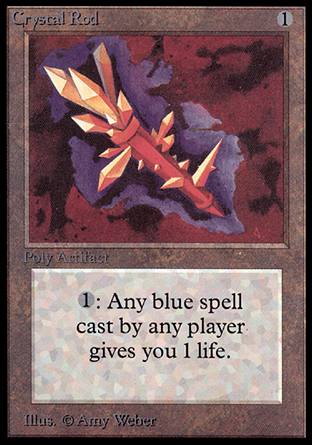 Crystal Rod 1
Poly Artifact
1: Any blue spell
cast by any player
gives you 1 life.
Illus. © Amy Weber